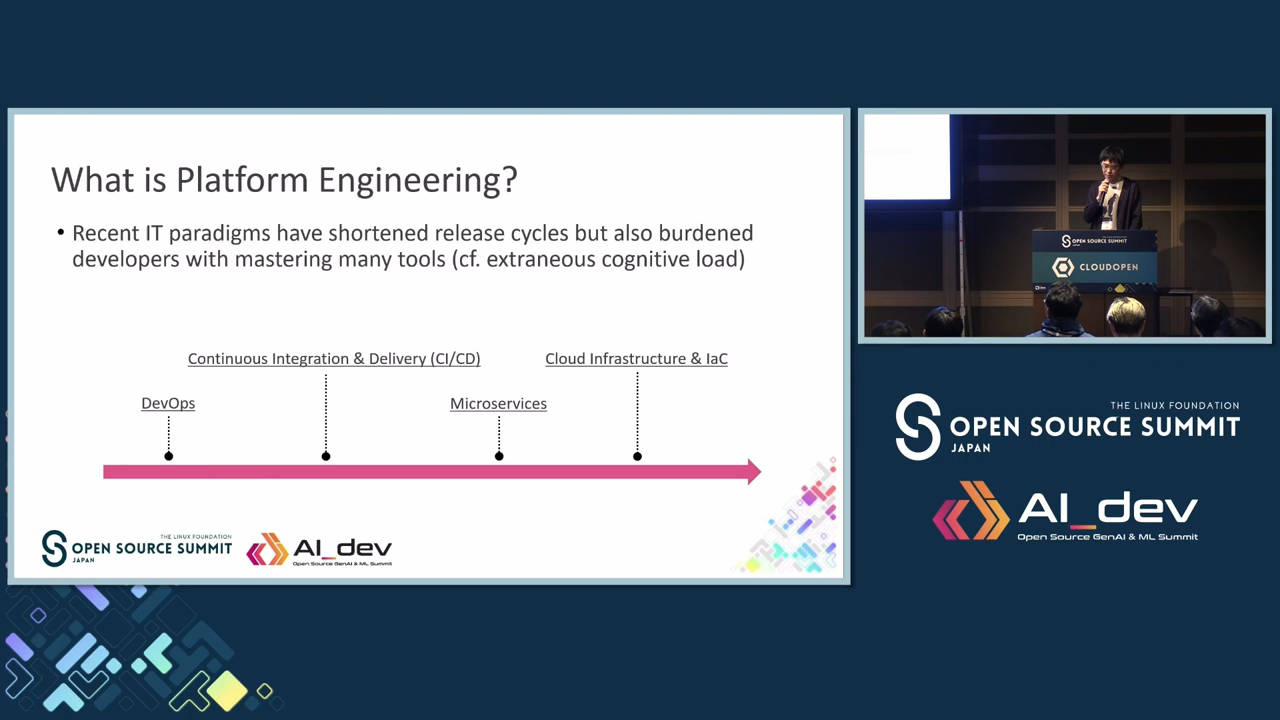 What is Platform Engineering?
• Recent IT paradigms have shortened release cycles but also burdened
developers with mastering many tools (cf. extraneous cognitive load)
Continuous Integration & Delivery (CI/CD)
Cloud Infrastructure & IaC
DevOps
Microservices
THE LINUX FOUNDATION
OPEN SOURCE SUMMIT
JAPAN
AI_dev
Open Source GenAI & ML Summit
OPEN SOURCE SUMMIT
CLOUDOPEN
THE LINUX FOUNDATION
OPEN SOURCE SUMMIT
JAPAN
AI_dev
Open Source GenAI & ML Summit